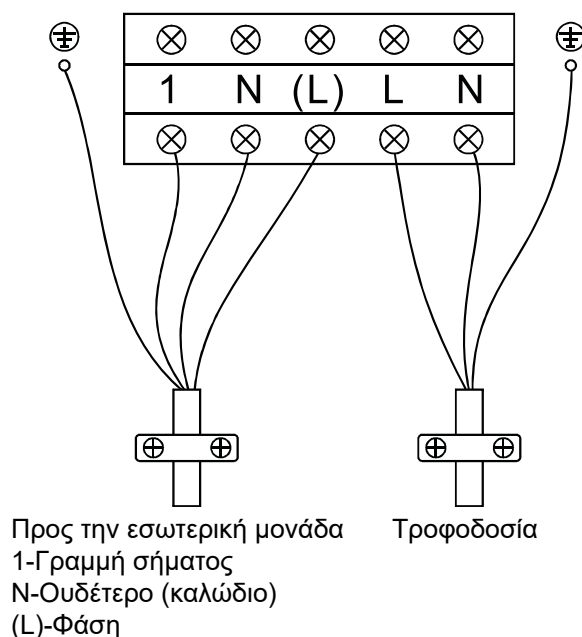 1 N (L) L N
Προς την εσωτερική μονάδα
Τροφοδοσία
1-Γραμμή σήματος
N-Ουδέτερο (καλώδιο)
(L)-Φάση